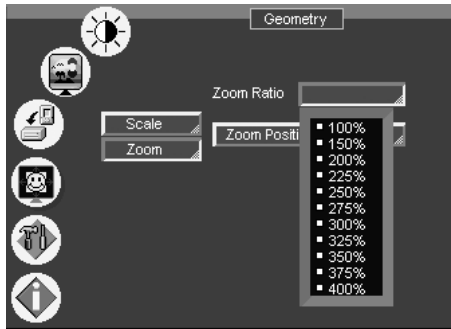 Geometry
Zoom Ratio
Scale
Zoom Positi
Zoom
100%
150%
200%
225%
250%
275%
300%
325%
350%
375%
400%